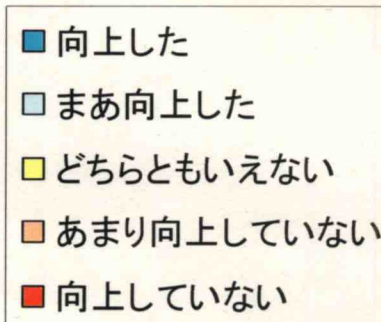 向上した
まあ向上した
どちらともいえない
あまり向上していない
向上していない